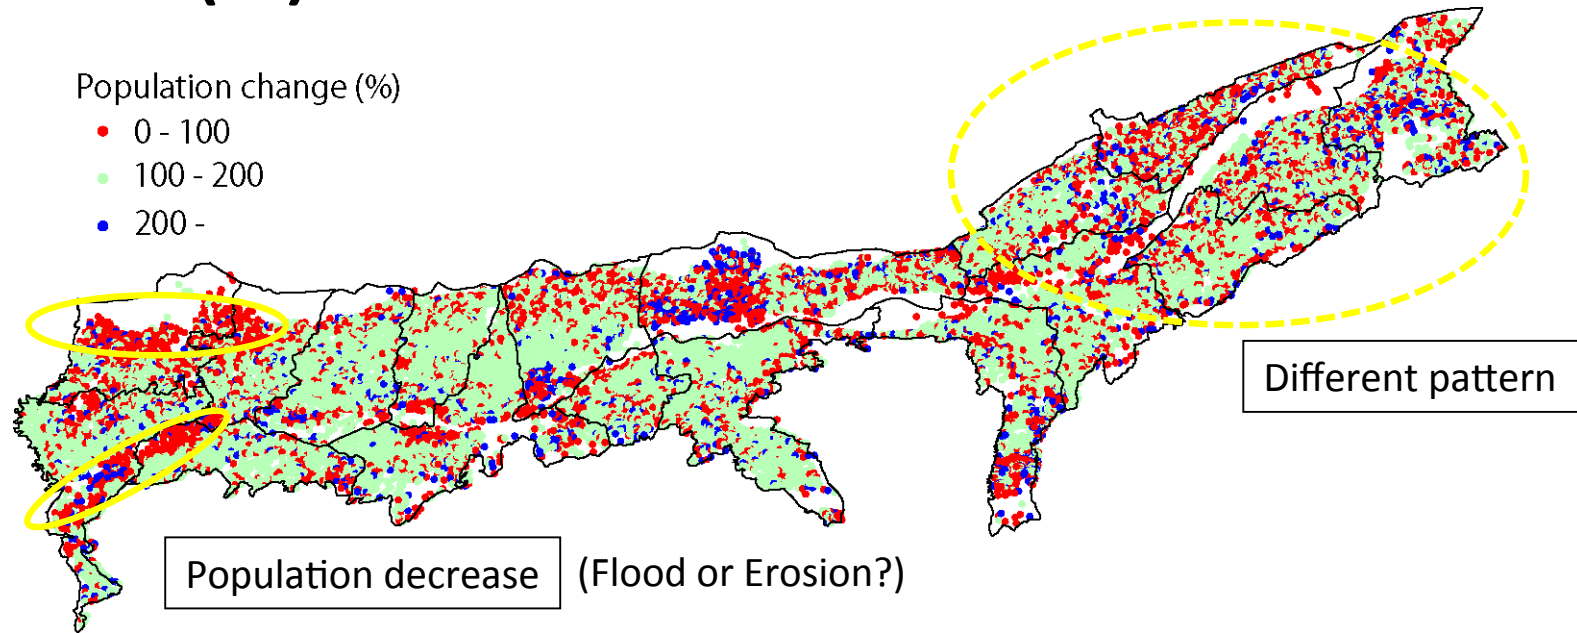 Population change (%)
0 - 100
100 - 200
200 -
Different pattern
Population decrease (Flood or Erosion?)